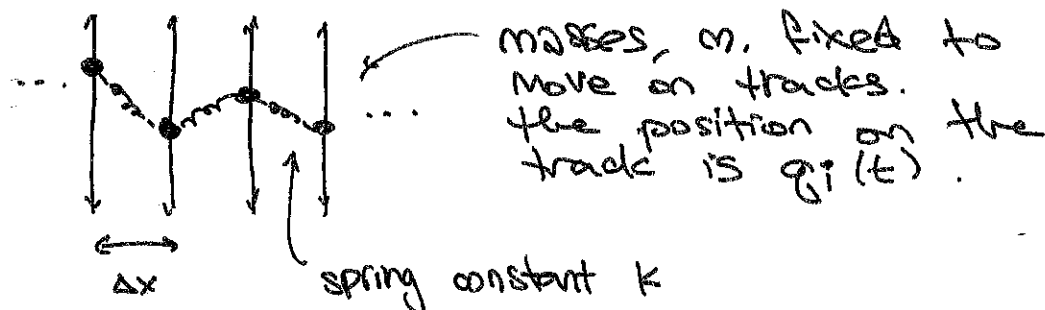 masses, m. fixed to
move on tracks.
... ...
the position on the
track is qi(t).
Δx
spring constant k